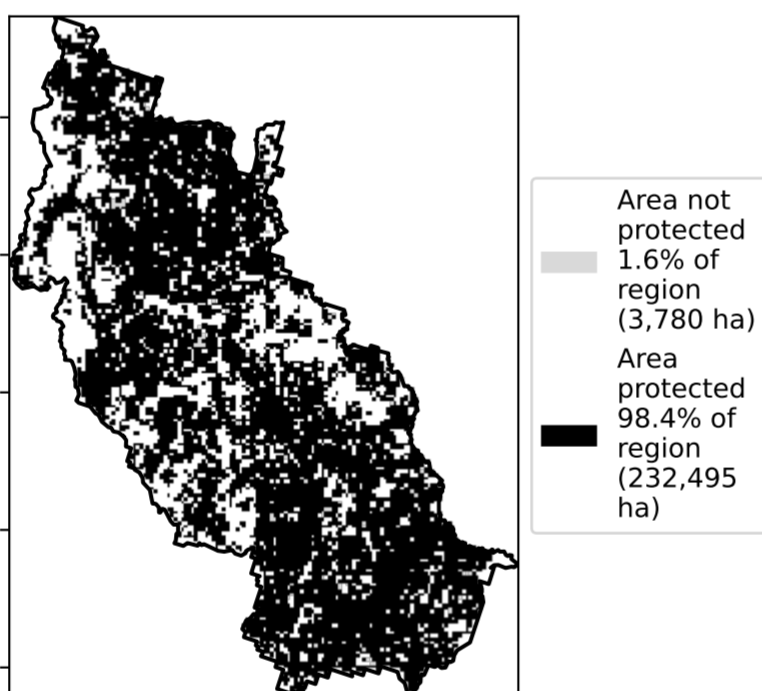 Area not
protected
1.6% of
region
(3,780 ha)
Area
protected
98.4% of
region
(232,495
ha)